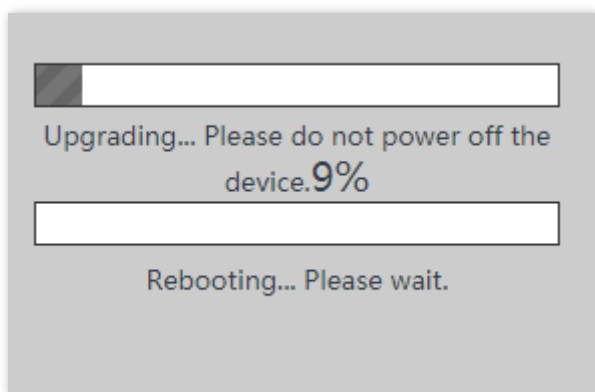 Upgrading... Please do not power off the
device.9%
Rebooting... Please wait.